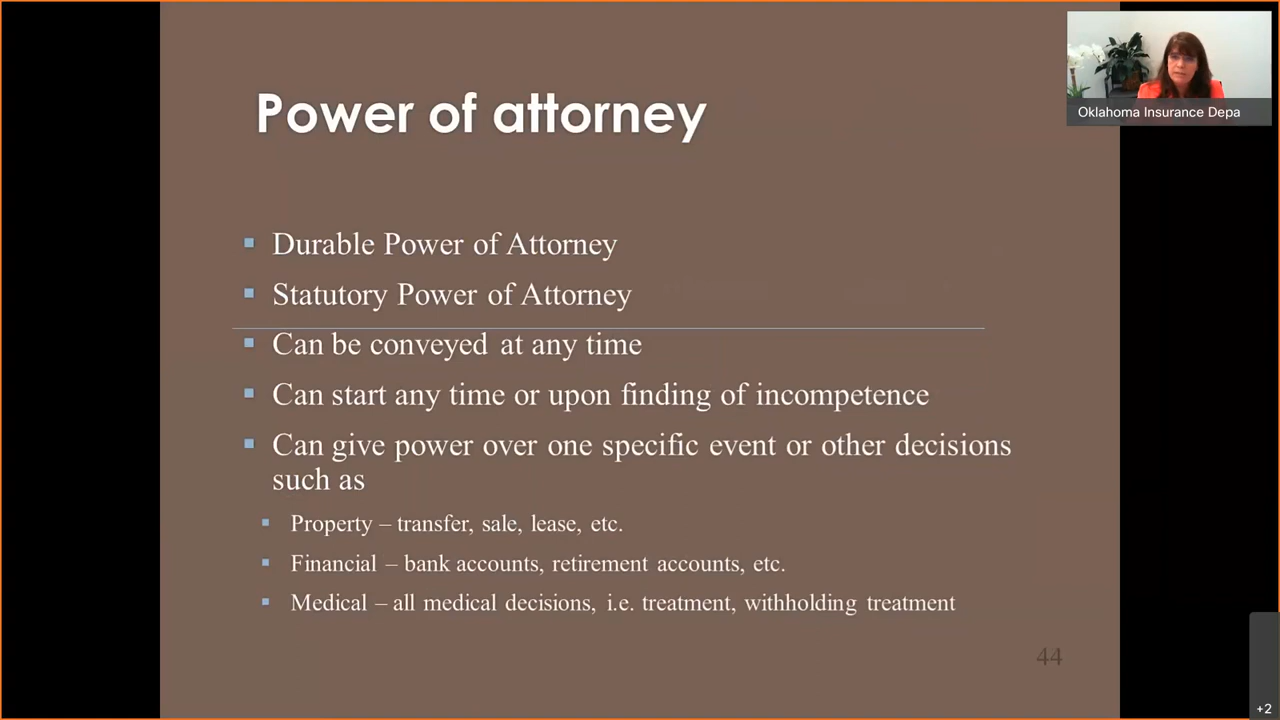 Power of attorney
Oklahoma Insurance Depa
Durable Power of Attorney
Statutory Power of Attorney
Can be conveyed at any time
Can start any time or upon finding of incompetence
Can give power over one specific event or other decisions
such as
Property – transfer, sale, lease, etc.
Financial – bank accounts, retirement accounts, etc.
Medical – all medical decisions, i.e. treatment, withholding treatment
44
+2